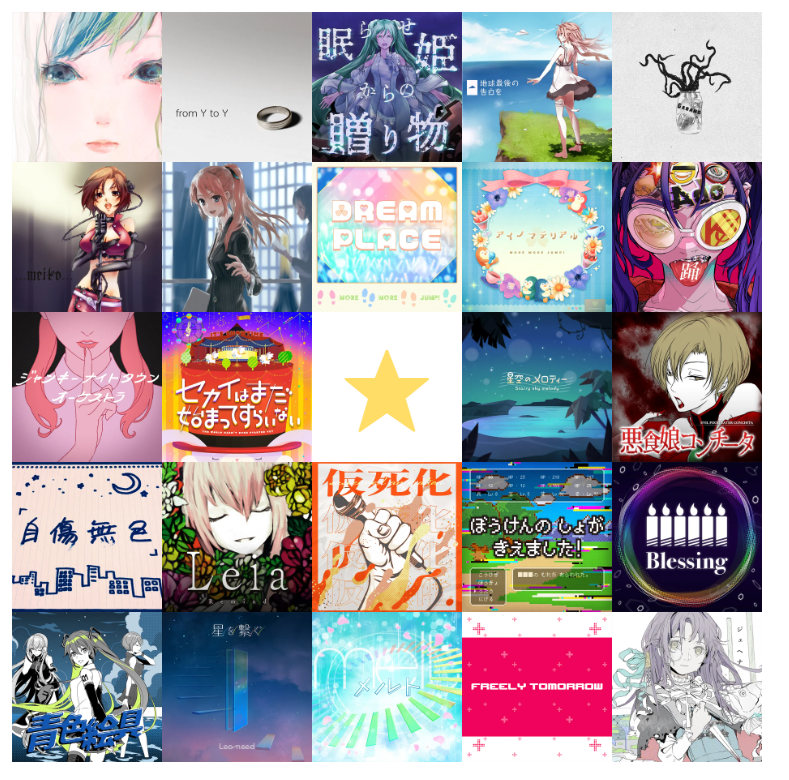 from Y to Y
眠らせ姫
からの
贈り物
地球最後の
告白を
...meiko...
DREAM
PLACE
MORE MORE JUMP!
アイノマテリアル
MORE MORE JUMP!
Ado
踊
ジャンキーナイトタウン
オーケストラ
セカイはまだ
始まってすらいない
星空のメロディー
Starry sky melody
悪食娘コンチータ
「自傷無色」
Leia
仮死化
ぼうけんのしょが
きえました!
Blessing
青色絵具
星を繋ぐ
Leo/need
メルト
FREELY TOMORROW
ジェヘ